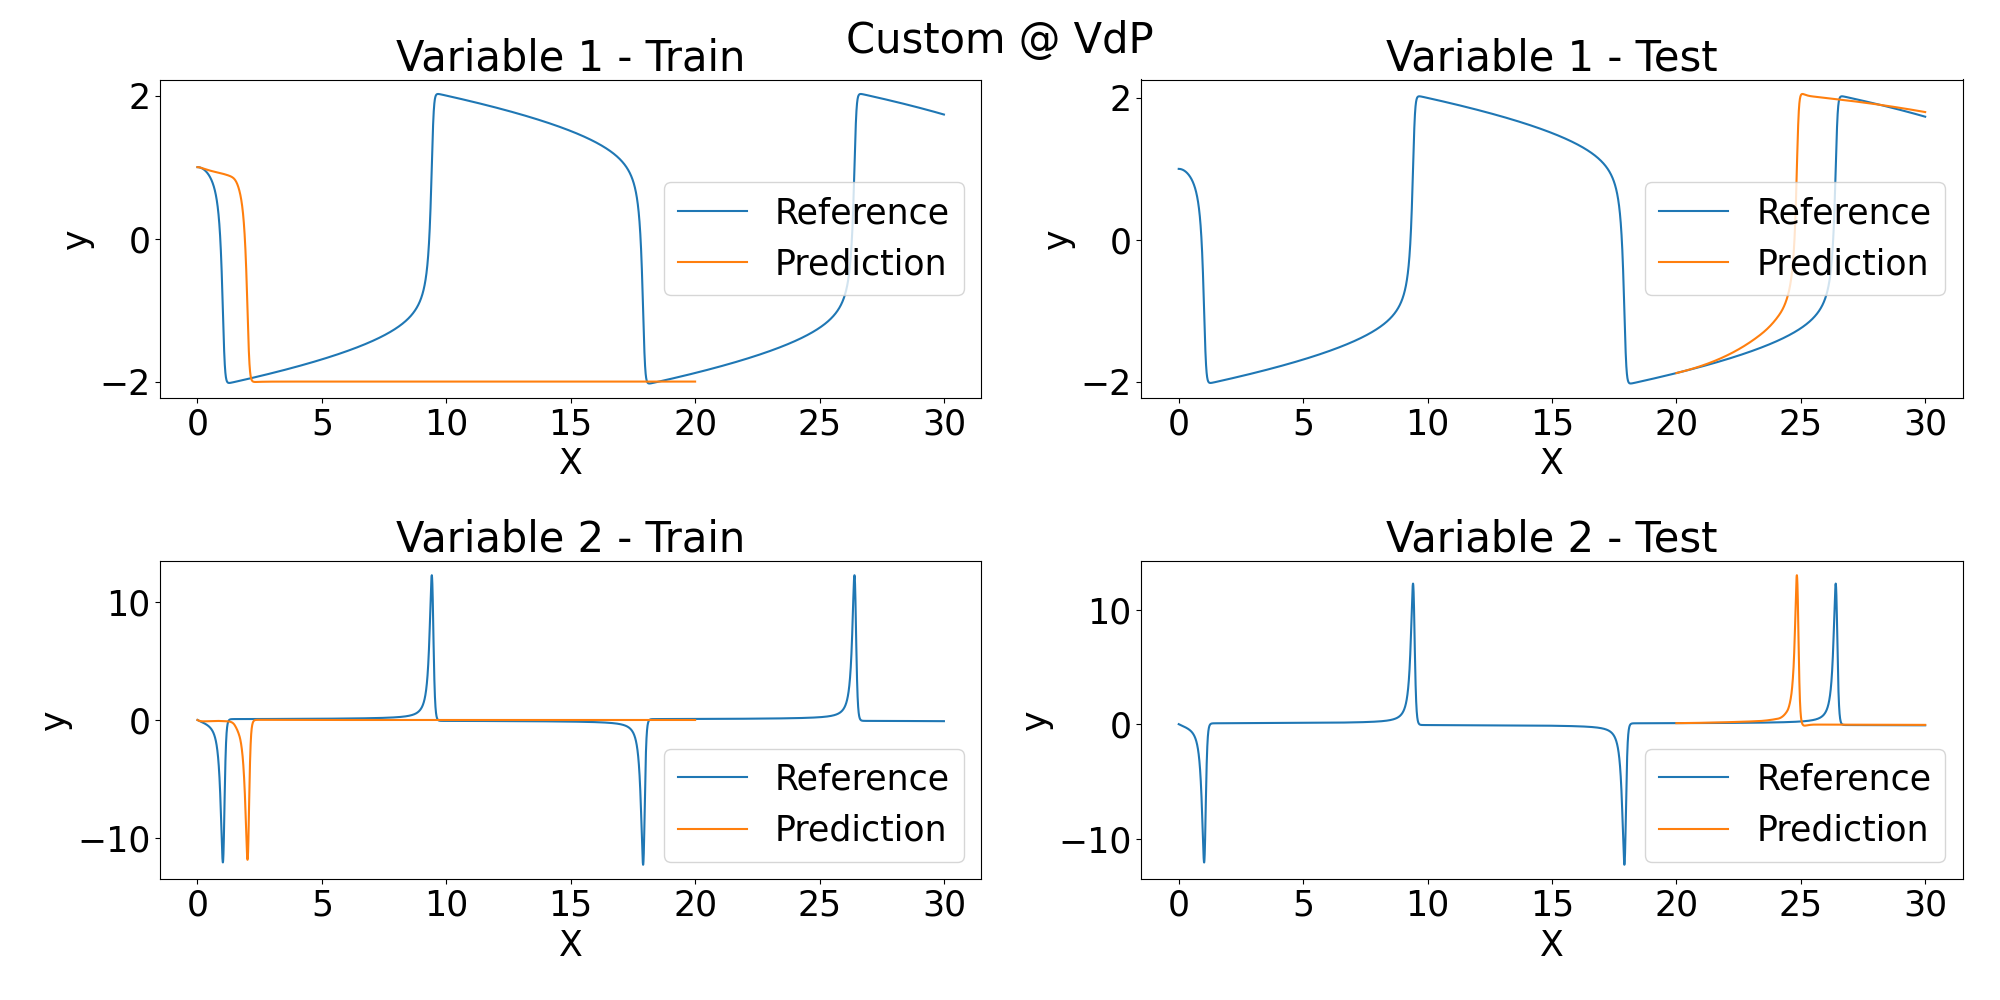 Custom @ VdP
Variable 1 - Train
2
0
−2
y
0 5 10 15 20 25 30
X
Reference
Prediction
Variable 1 - Test
2
0
−2
y
0 5 10 15 20 25 30
X
Reference
Prediction
Variable 2 - Train
10
0
−10
y
0 5 10 15 20 25 30
X
Reference
Prediction
Variable 2 - Test
10
0
−10
y
0 5 10 15 20 25 30
X
Reference
Prediction